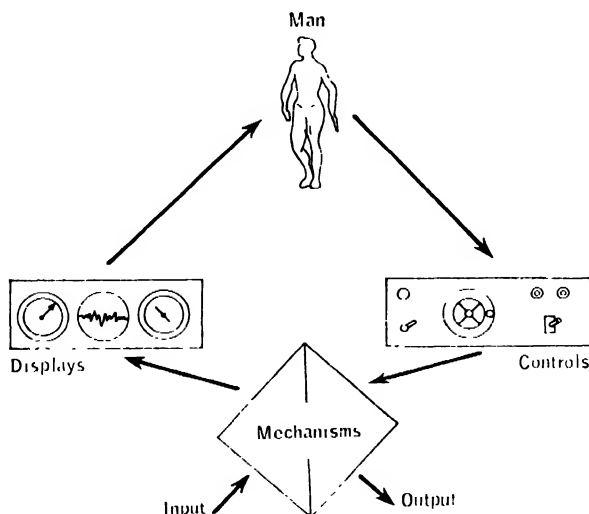 Man
Displays
Controls
Mechanisms
Input
Output